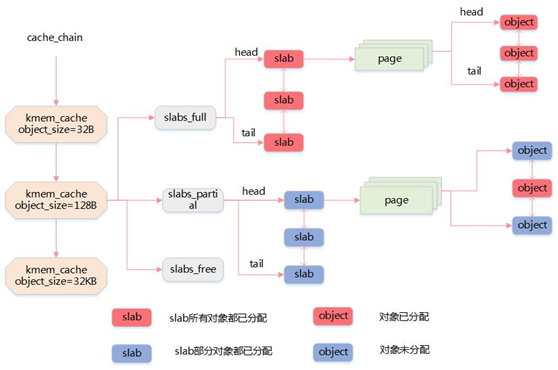 cache_chain
kmem_cache
object_size=32B
kmem_cache
object_size=128B
kmem_cache
object_size=32KB
slabs_full
slabs_parti
al
slabs_free
head
tail
slab
slab
slab
page
head
tail
object
object
object
head
tail
slab
slab
page
object
object
object
slab
slab所有对象都已分配
object
对象已分配
slab
slab部分对象都已分配
object
对象未分配